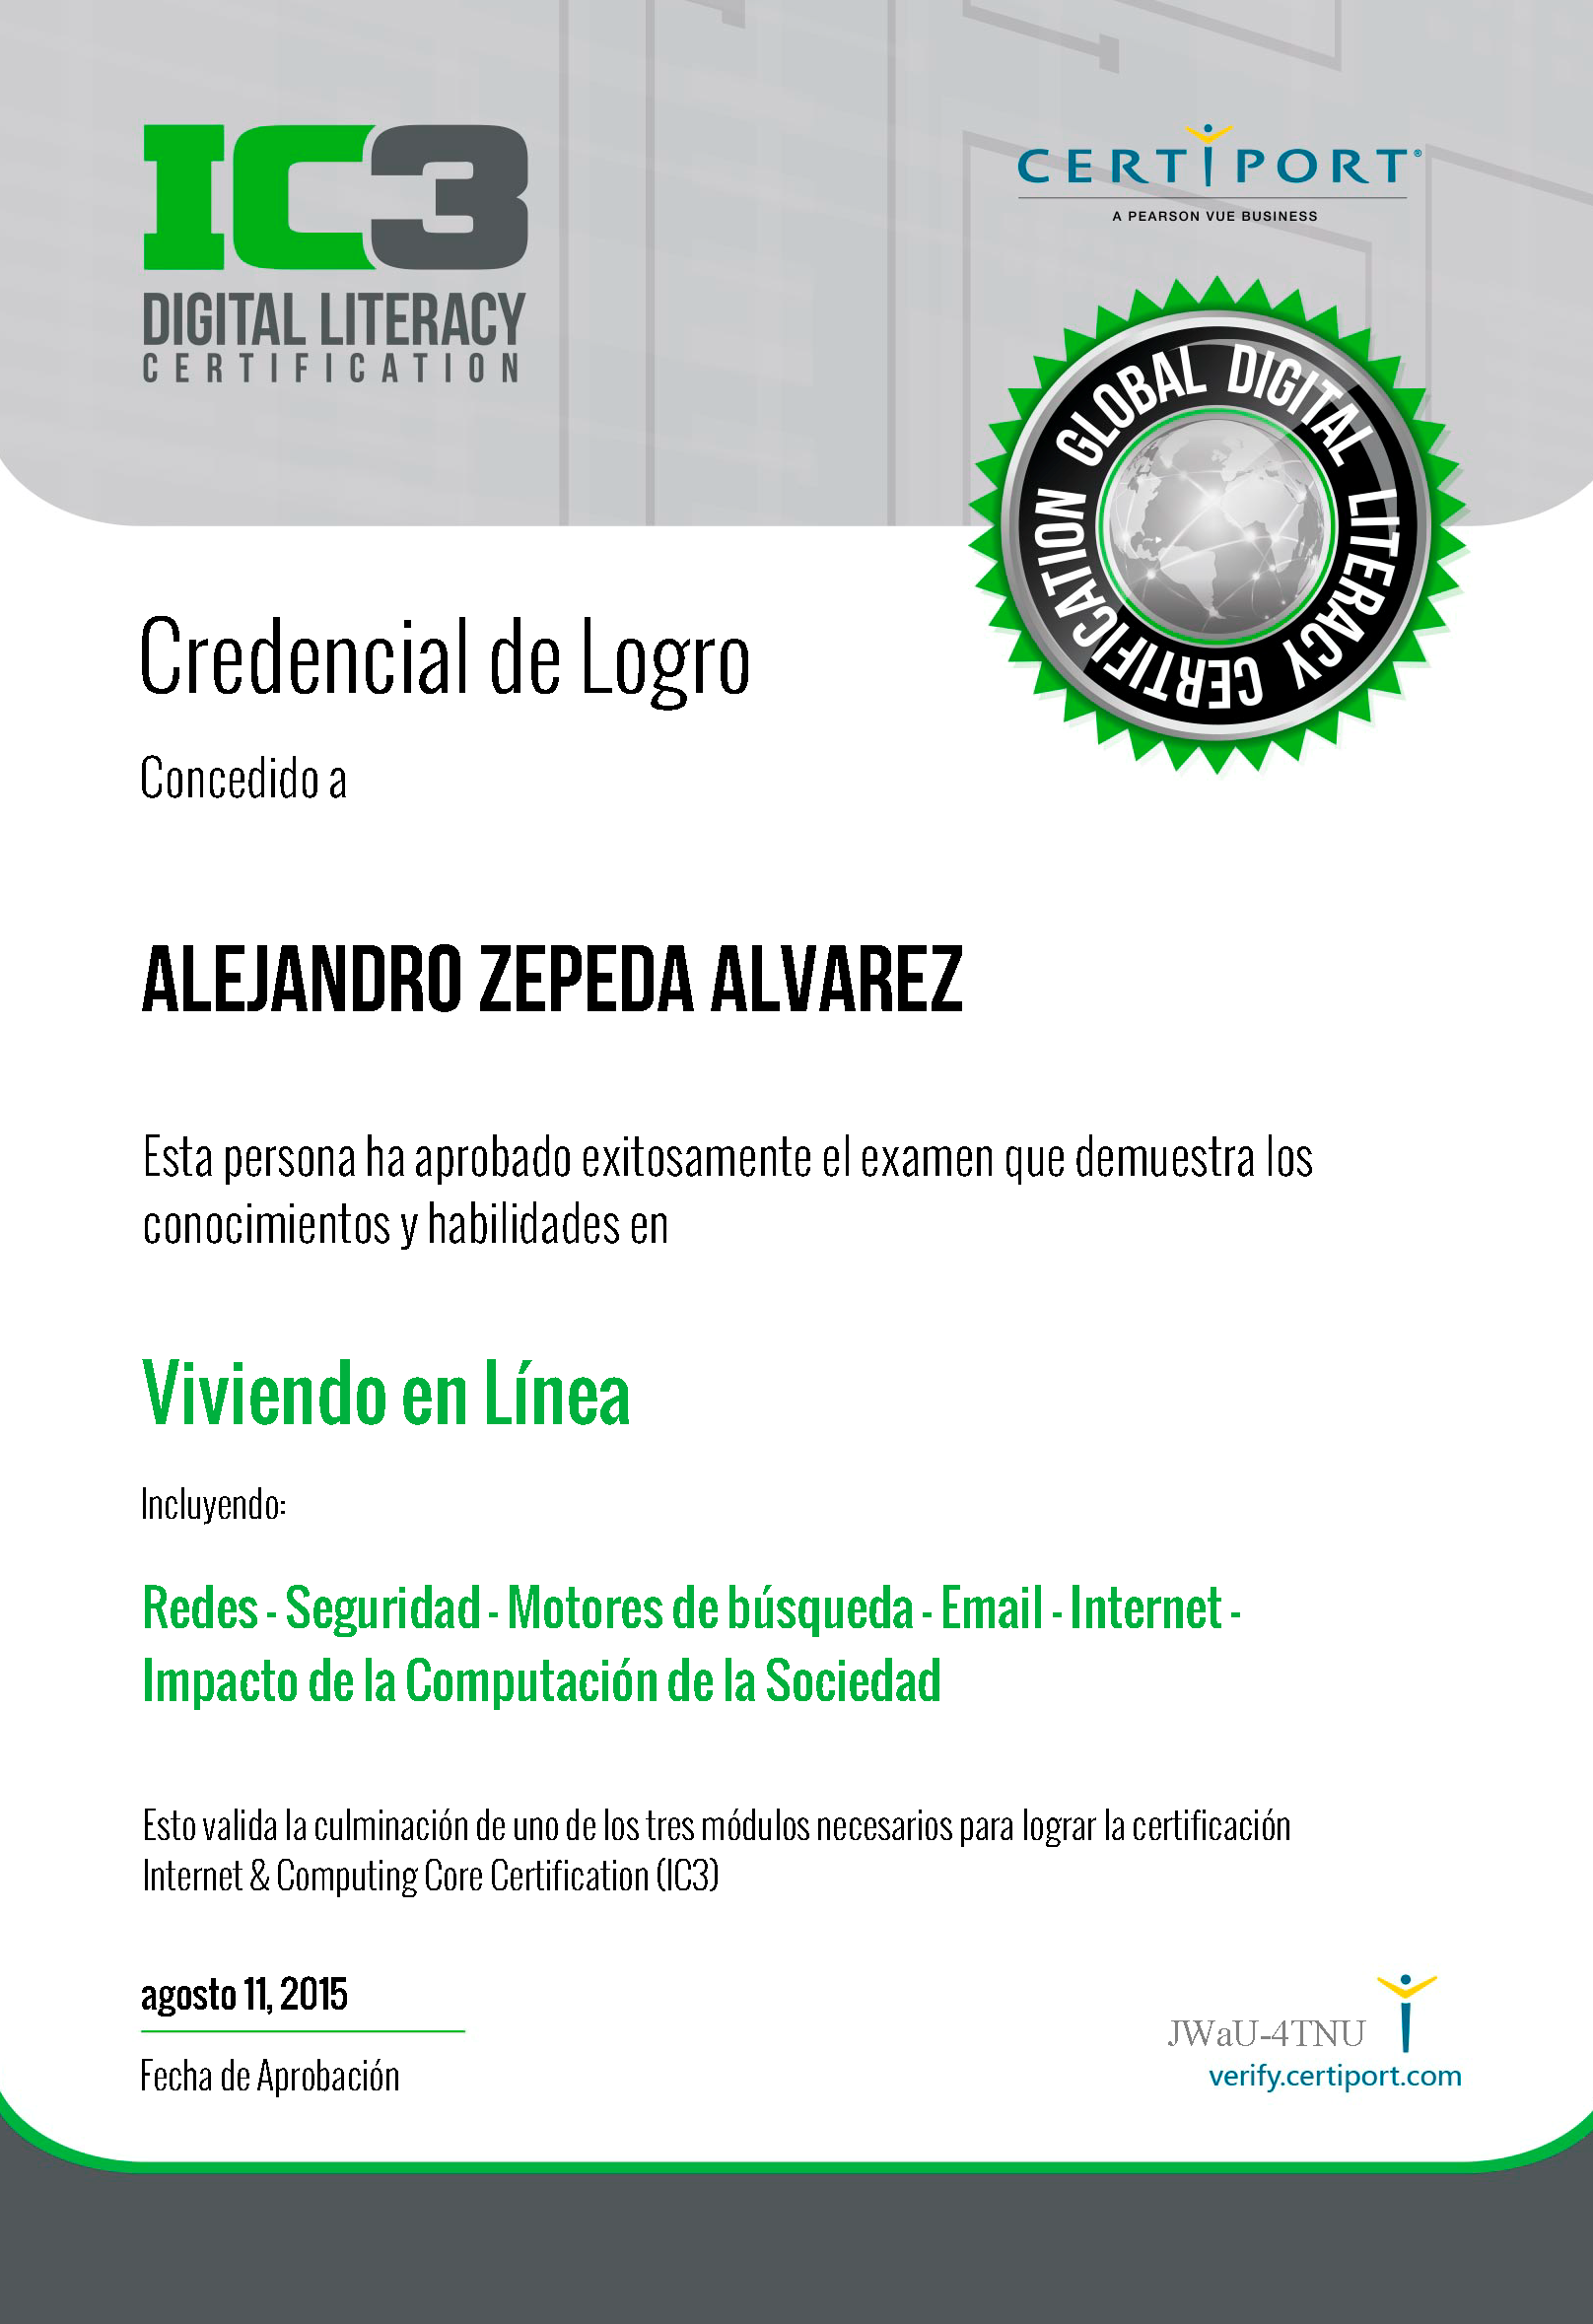 IC3
DIGITAL LITERACY
CERTIFICATION
CERTIPORT®
A PEARSON VUE BUSINESS
GLOBAL DIGITAL LITERACY CERTIFICATION
Credencial de Logro
Concedido a
ALEJANDRO ZEPEDA ALVAREZ
Esta persona ha aprobado exitosamente el examen que demuestra los
conocimientos y habilidades en
Viviendo en Línea
Incluyendo:
Redes - Seguridad - Motores de búsqueda - Email - Internet -
Impacto de la Computación de la Sociedad
Esto valida la culminación de uno de los tres módulos necesarios para lograr la certificación
Internet & Computing Core Certification (IC3)
agosto 11, 2015
Fecha de Aprobación
JWaU-4TNU
verify.certiport.com